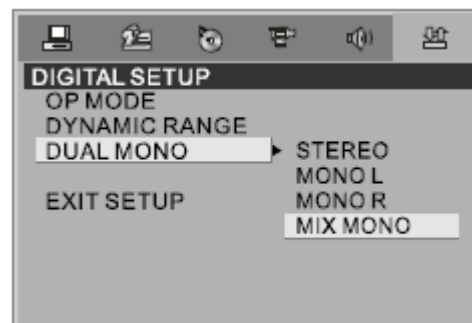 DIGITAL SETUP
OP MODE
DYNAMIC RANGE
DUAL MONO STEREO
MONO L
EXIT SETUP MONO R
MIX MONO